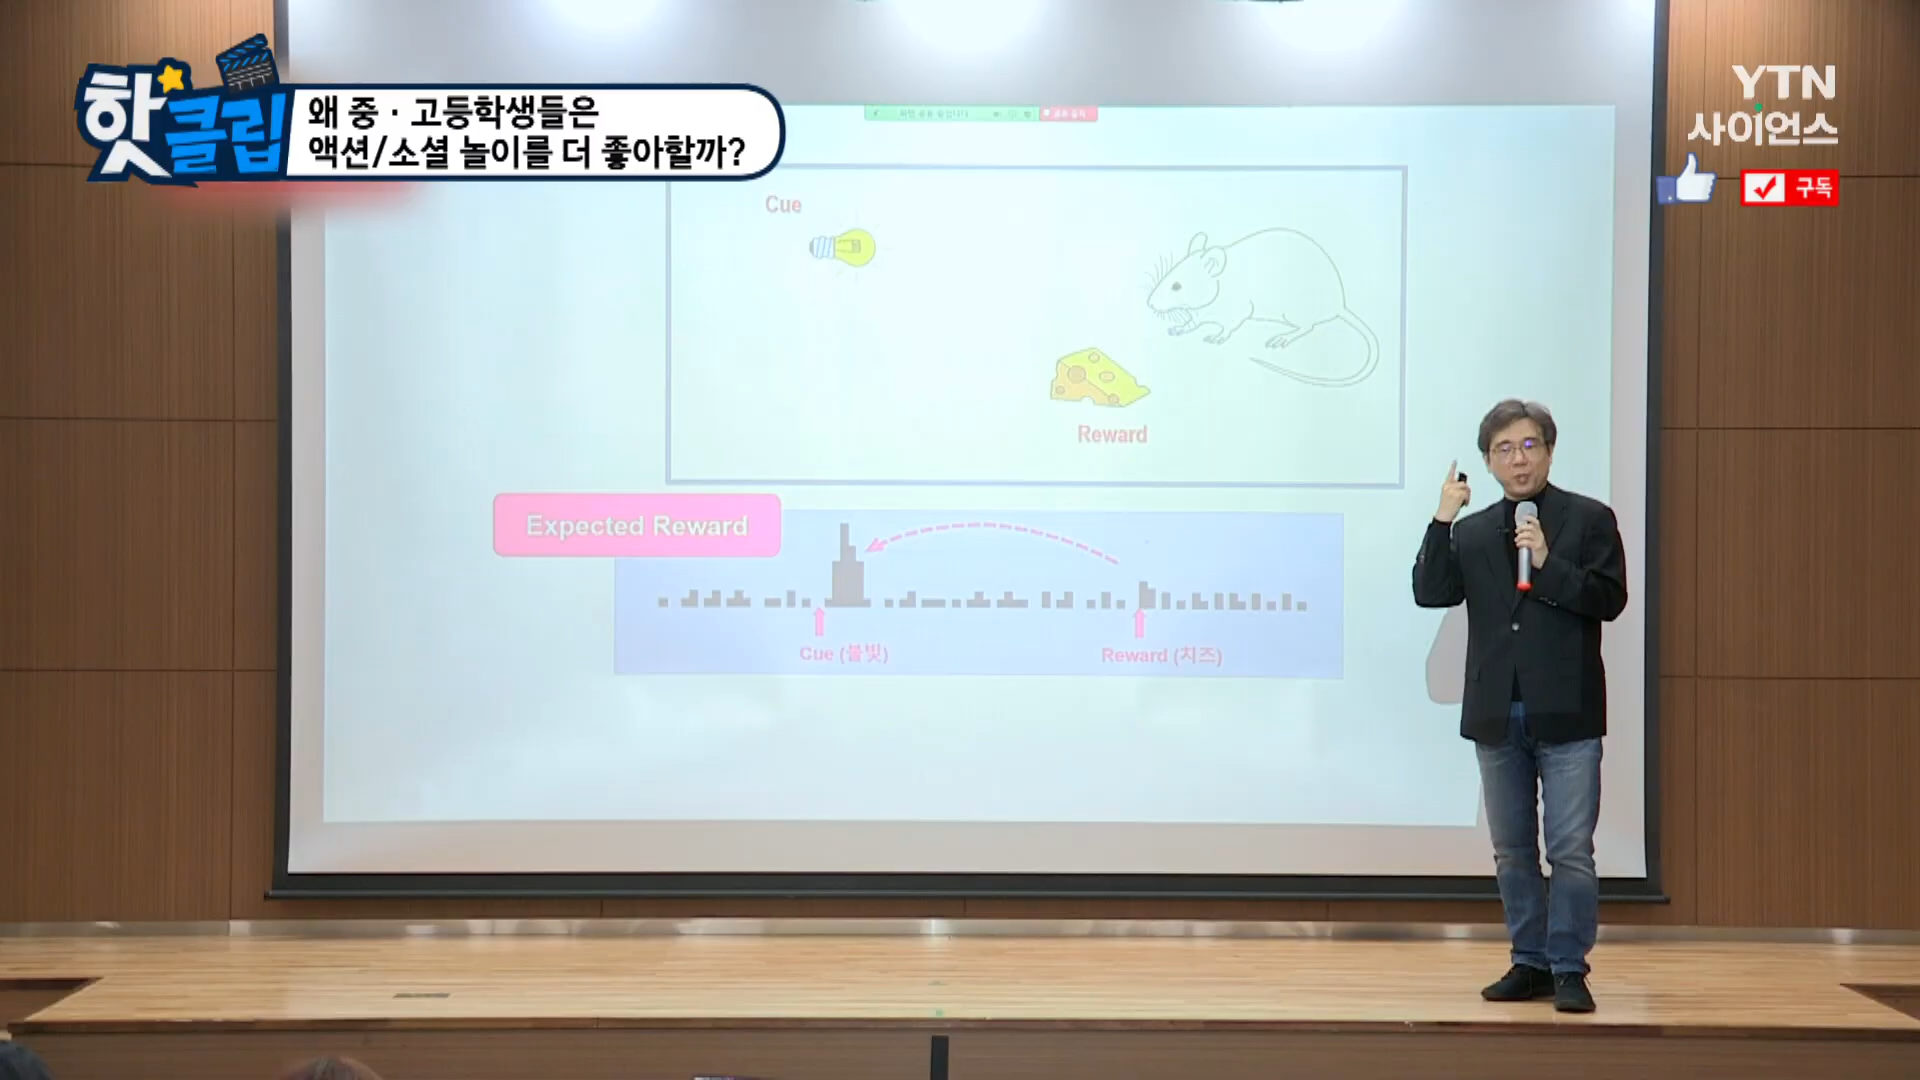 핫클립
왜 중·고등학생들은
액션/소셜 놀이를 더 좋아할까?
YTN
사이언스
구독
Cue
Reward
Expected Reward
Cue (불빛)
Reward (치즈)